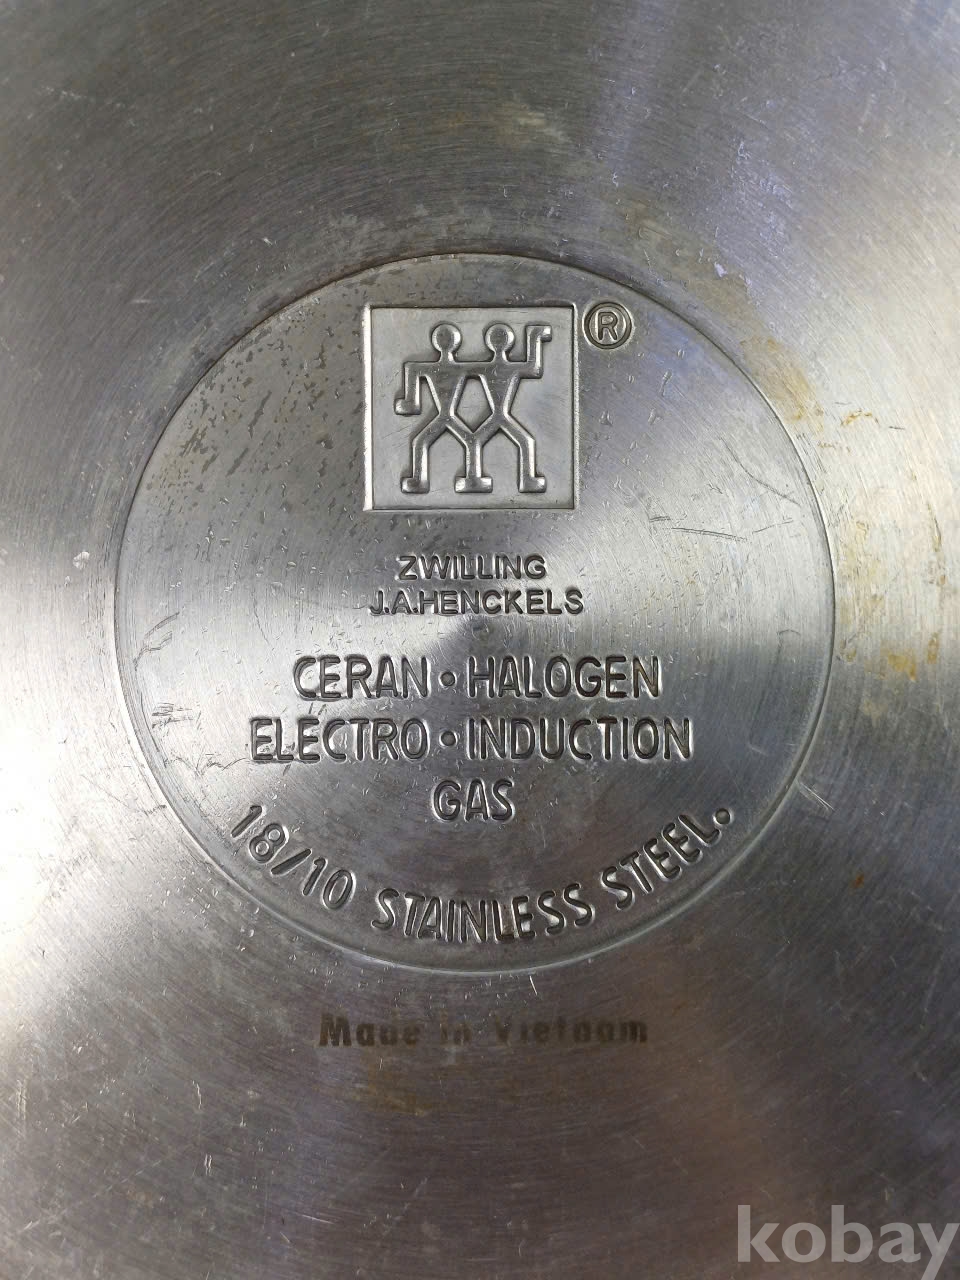 ®
ZWILLING
J.A.HENCKELS
CERAN • HALOGEN
ELECTRO • INDUCTION
GAS
18/10 STAINLESS STEEL.
Made in Vietnam
kobay